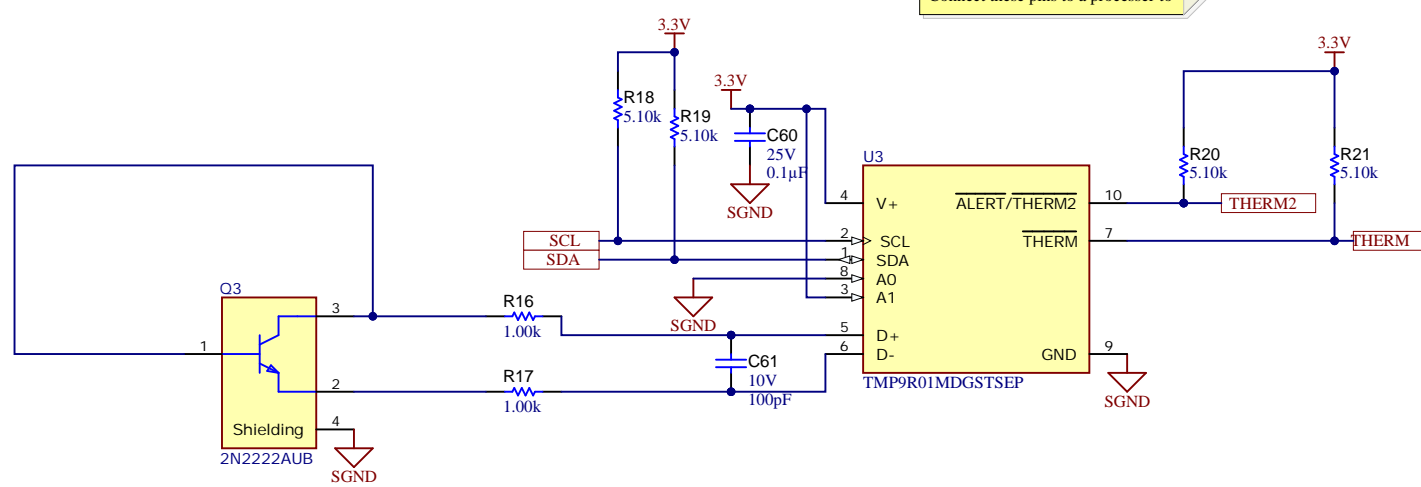 Connect these pins to a processor to
3.3V
3.3V
3.3V
R18
5.10k
R19
5.10k
C60
25V
0.1µF
SGND
R20
5.10k
R21
5.10k
U3
4
V+
ALERT/THERM2
10
THERM2
SCL
2
SCL
THERM
7
THERM
SDA
1
SDA
8
A0
3
A1
SGND
Q3
3
R16
1.00k
5
D+
1
6
D-
GND
9
C61
10V
100pF
TMP9R01MDGSTSEP
SGND
2
R17
1.00k
Shielding
4
2N2222AUB
SGND